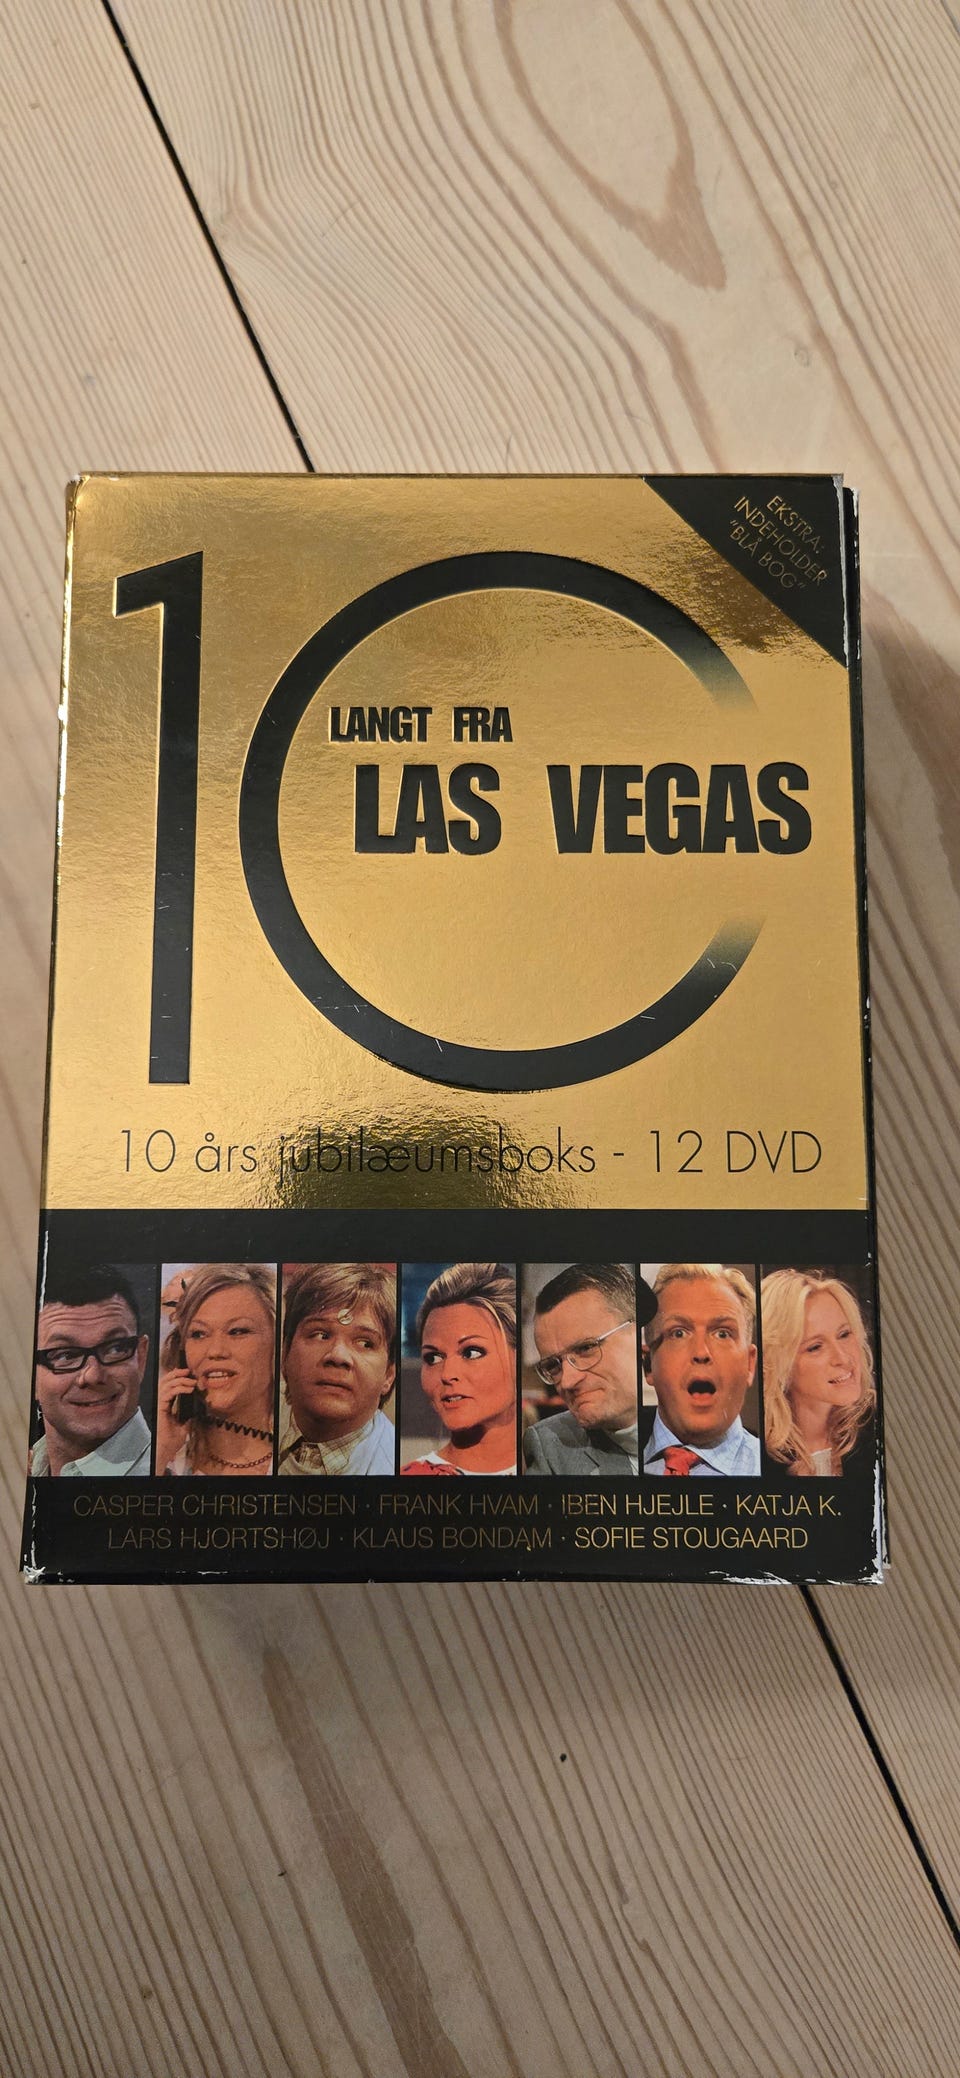 EKSTRA:
INDEHOLDER
"BLÅ BOG"
10
LANGT FRA
LAS VEGAS
10 års jubilæumsboks - 12 DVD
CASPER CHRISTENSEN · FRANK HVAM · IBEN HJEJLE · KATJA K.
LARS HJORTSHØJ · KLAUS BONDAM · SOFIE STOUGAARD